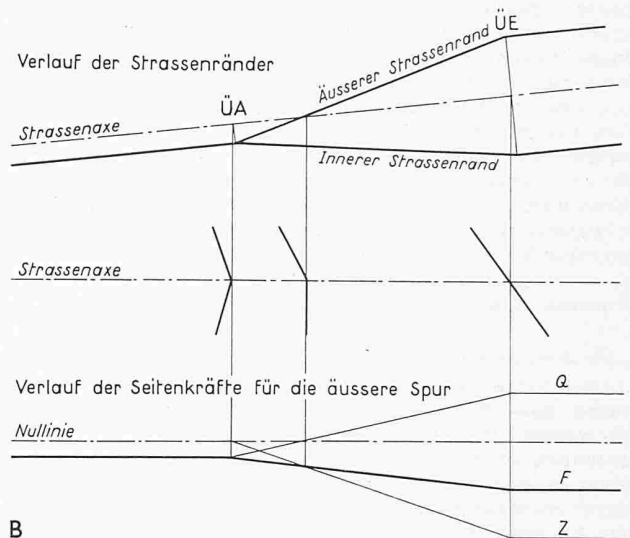 ÜE
Verlauf der Strassenränder
Äusserer Strassenrand
ÜA
Strassenaxe
Innerer Strassenrand
Strassenaxe
Verlauf der Seitenkräfte für die äussere Spur
Q
Nullinie
F
Z
B